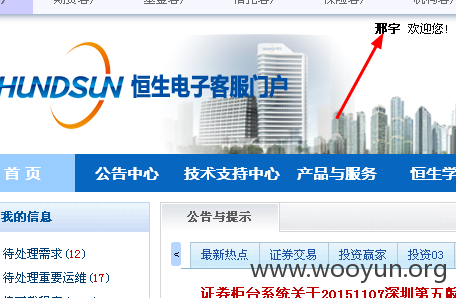 邢宇 欢迎您!
HUNDSUN 恒生电子客服门户
首 页 公告中心 技术支持中心 产品与服务 恒生学
我的信息
公告与提示
待处理需求(12)
待处理重要运维(17)
< 最新热点 证券交易 投资赢家 投资03
www.wooyun.org
证券柜台系统关于20151107深圳第五版